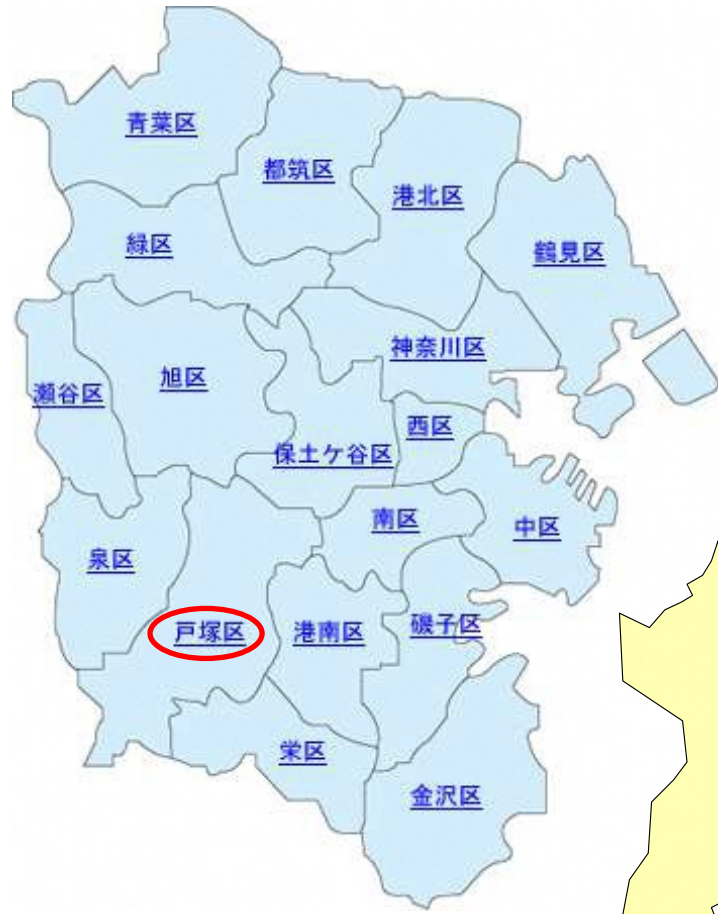 青葉区
都筑区
港北区
緑区
鶴見区
神奈川区
旭区
瀬谷区
西区
保土ケ谷区
南区
中区
泉区
戸塚区
港南区
磯子区
栄区
金沢区